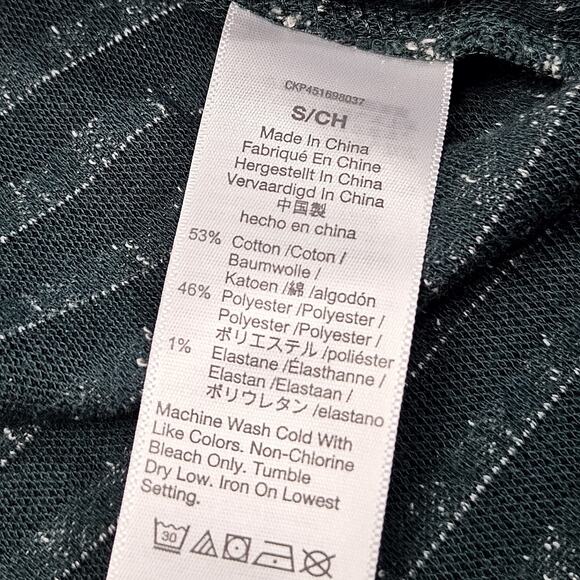 CKP451698037
S/CH
Made In China
Fabriqué En Chine
Hergestellt In China
Vervaardigd In China
中国製
hecho en china
53% Cotton /Coton /
Baumwolle /
Katoen /綿 /algodón
46% Polyester /Polyester /
Polyester /Polyester /
ポリエステル /poliéster
1% Elastane /Élasthanne /
Elastan /Elastaan /
ポリウレタン /elastano
Machine Wash Cold With
Like Colors. Non-Chlorine
Bleach Only. Tumble
Dry Low. Iron On Lowest
Setting.
30